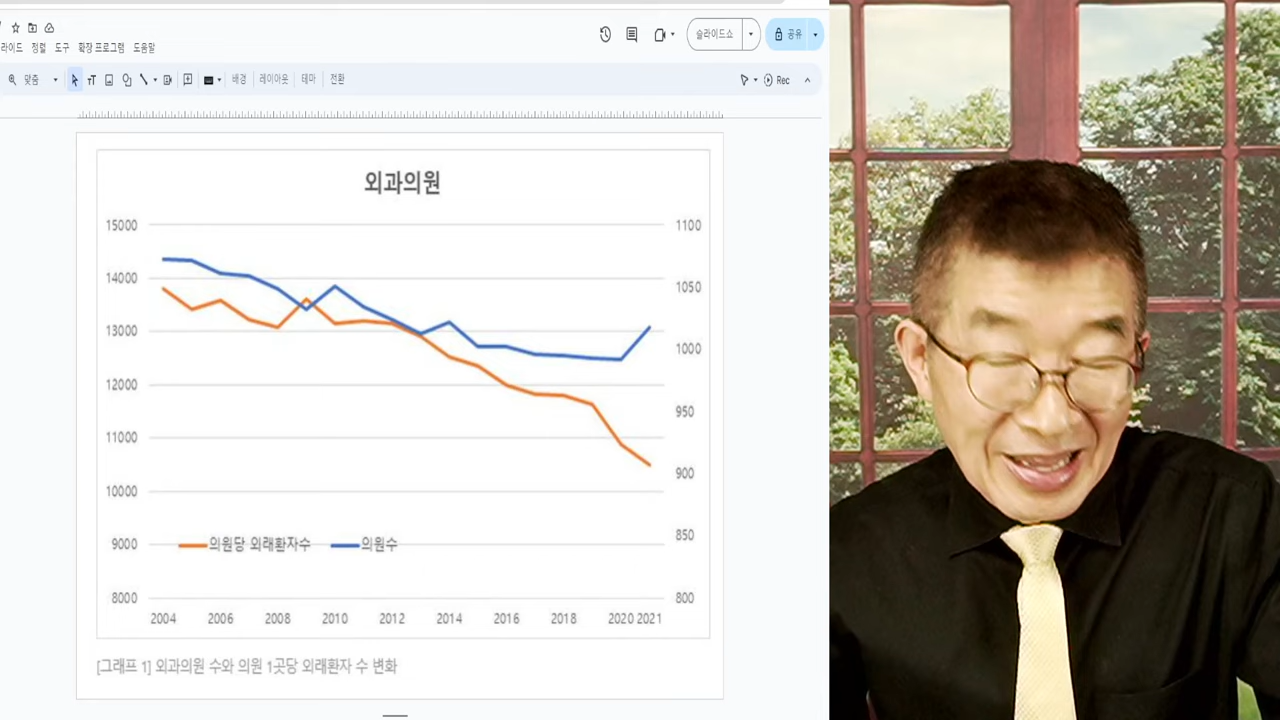 슬라이드쇼
공유
라이드 정렬 도구 확장 프로그램 도움말
맞춤 배경 레이아웃 테마 전환 Rec
외과의원
15000 1100
14000 1050
13000 1000
12000 950
11000 900
10000 850
9000 800
8000
의원당 외래환자수 의원수
2004 2006 2008 2010 2012 2014 2016 2018 2020 2021
[그래프 1] 외과의원 수와 의원 1곳당 외래환자 수 변화